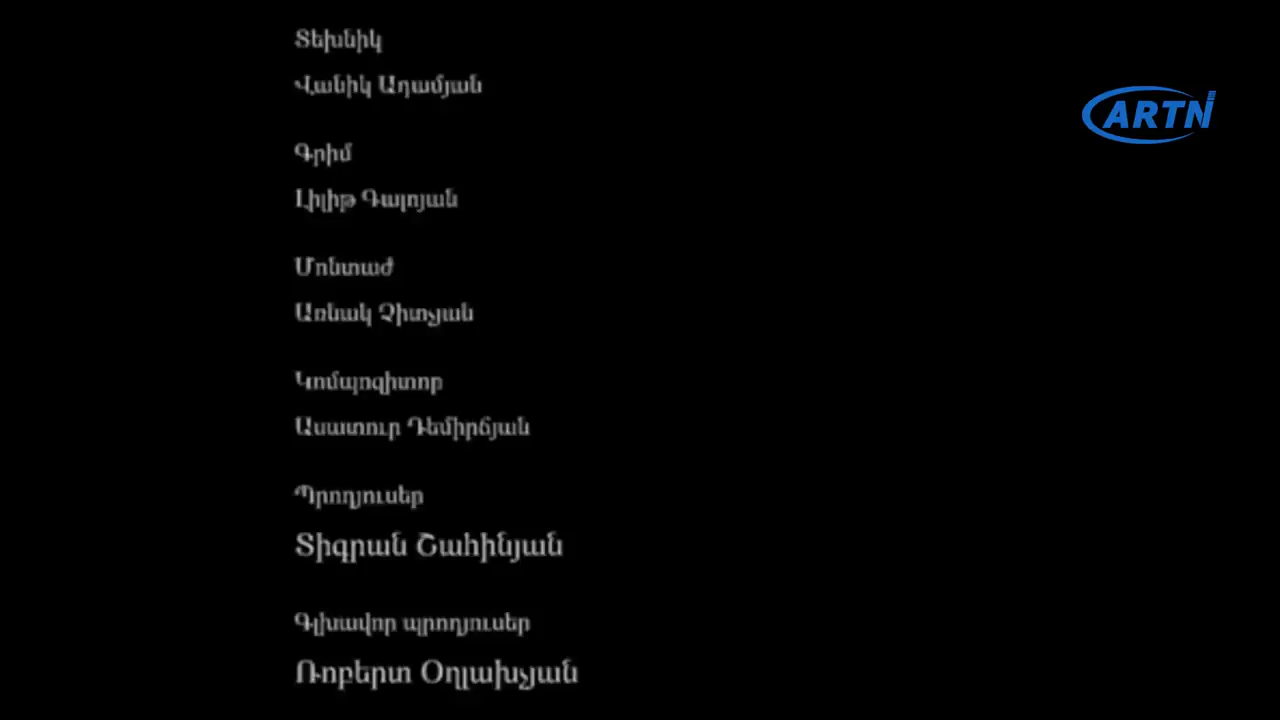 Տեխնիկ
Վանիկ Ադամյան
ARTN
Գրիմ
Լիլիթ Գալոյան
Մոնտաժ
Առնակ Չիտչյան
Կոմպոզիտոր
Ասատուր Դեմիրճյան
Պրոդյուսեր
Տիգրան Շահինյան
Գլխավոր պրոդյուսեր
Ռոբերտ Օղլախչյան